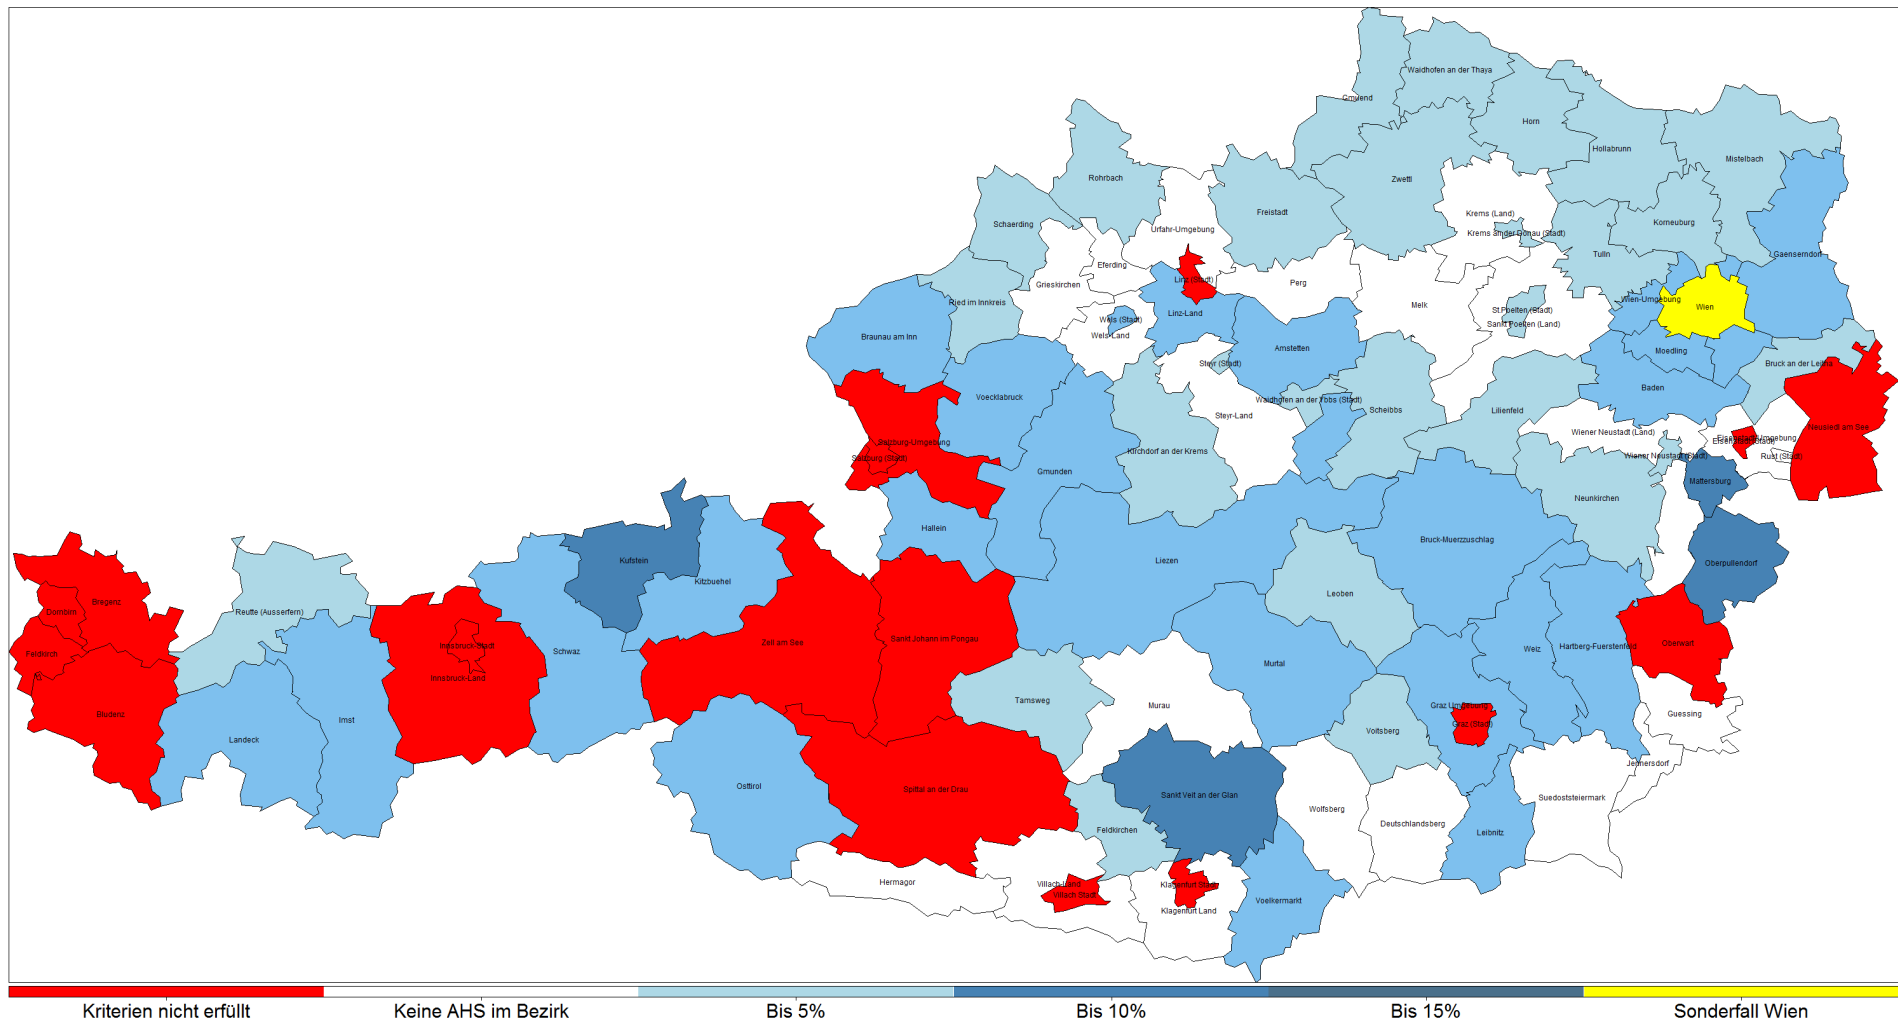 Waidhofen an der Thaya
Gmuend
Horn
Hollabrunn
Mistelbach
Rohrbach
Zwettl
Freistadt
Krems (Land)
Schaerding
Urfahr-Umgebung
Korneuburg
Krems an der Donau (Stadt)
Tulln
Gaenserndorf
Eferding
Linz (Stadt)
Perg
Grieskirchen
Ried im Innkreis
Melk
Wien-Umgebung
Wien
St.Poelten (Stadt)
Linz-Land
Wels (Stadt)
Sankt Poelten (Land)
Wels-Land
Braunau am Inn
Amstetten
Moedling
Steyr (Stadt)
Bruck an der Leitha
Baden
Voecklabruck
Waidhofen an der Ybbs (Stadt)
Scheibbs
Lilienfeld
Steyr-Land
Neusiedl am See
Wiener Neustadt (Land)
Eisenstadt-Umgebung
Eisenstadt (Stadt)
Salzburg-Umgebung
Kirchdorf an der Krems
Salzburg (Stadt)
Wiener Neustadt (Stadt)
Rust (Stadt)
Gmunden
Mattersburg
Neunkirchen
Hallein
Bruck-Muerzzuschlag
Kufstein
Liezen
Oberpullendorf
Kitzbuehel
Leoben
Bregenz
Dornbirn
Reutte (Ausserfern)
Zell am See
Sankt Johann im Pongau
Innsbruck-Stadt
Oberwart
Hartberg-Fuerstenfeld
Weiz
Schwaz
Feldkirch
Murtal
Innsbruck-Land
Tamsweg
Murau
Graz Umgebung
Bludenz
Guessing
Imst
Graz (Stadt)
Voitsberg
Landeck
Jennersdorf
Osttirol
Spittal an der Drau
Sankt Veit an der Glan
Suedoststeiermark
Wolfsberg
Deutschlandsberg
Feldkirchen
Leibnitz
Hermagor
Villach-Land
Klagenfurt Stadt
Villach Stadt
Voelkermarkt
Klagenfurt Land
Kriterien nicht erfüllt
Keine AHS im Bezirk
Bis 5%
Bis 10%
Bis 15%
Sonderfall Wien